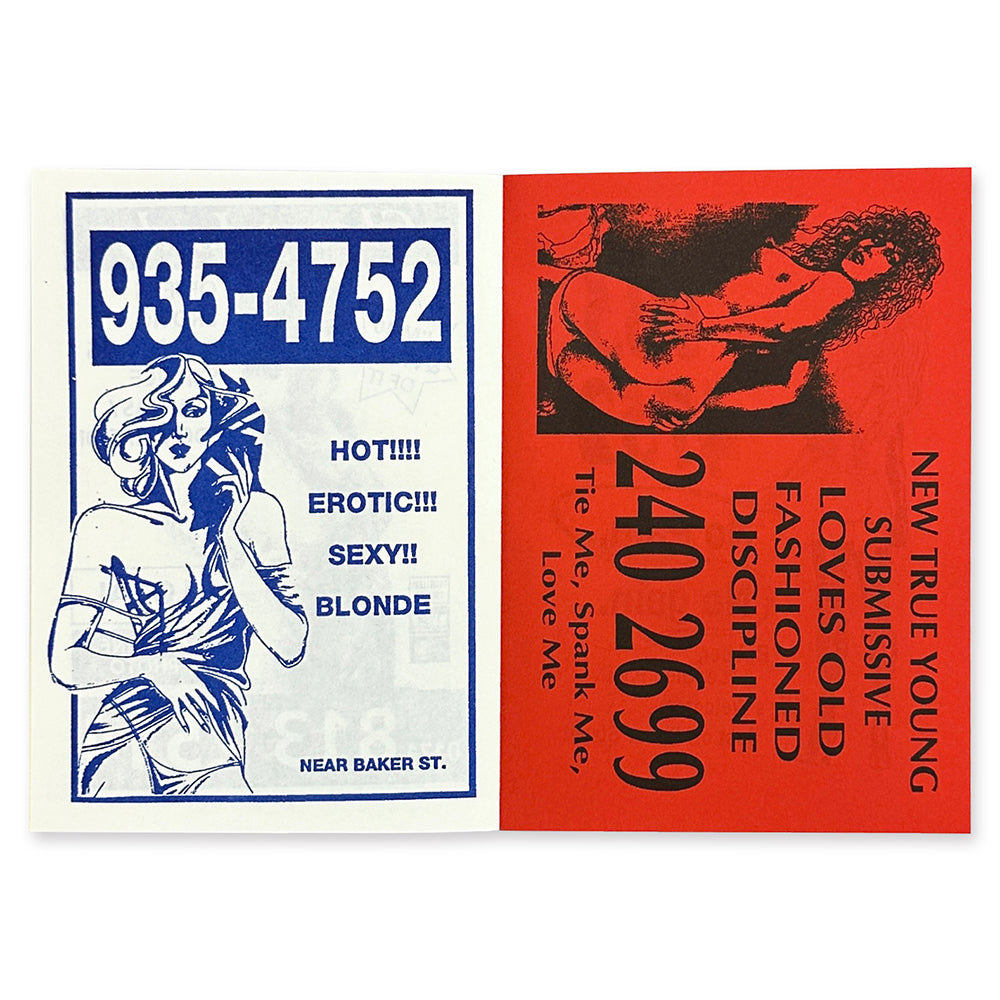 935-4752
HOT!!!!
EROTIC!!!
SEXY!!
BLONDE
NEAR BAKER ST.
NEW TRUE YOUNG
SUBMISSIVE
LOVES OLD
FASHIONED
DISCIPLINE
240 2699
Tie Me, Spank Me,
Love Me